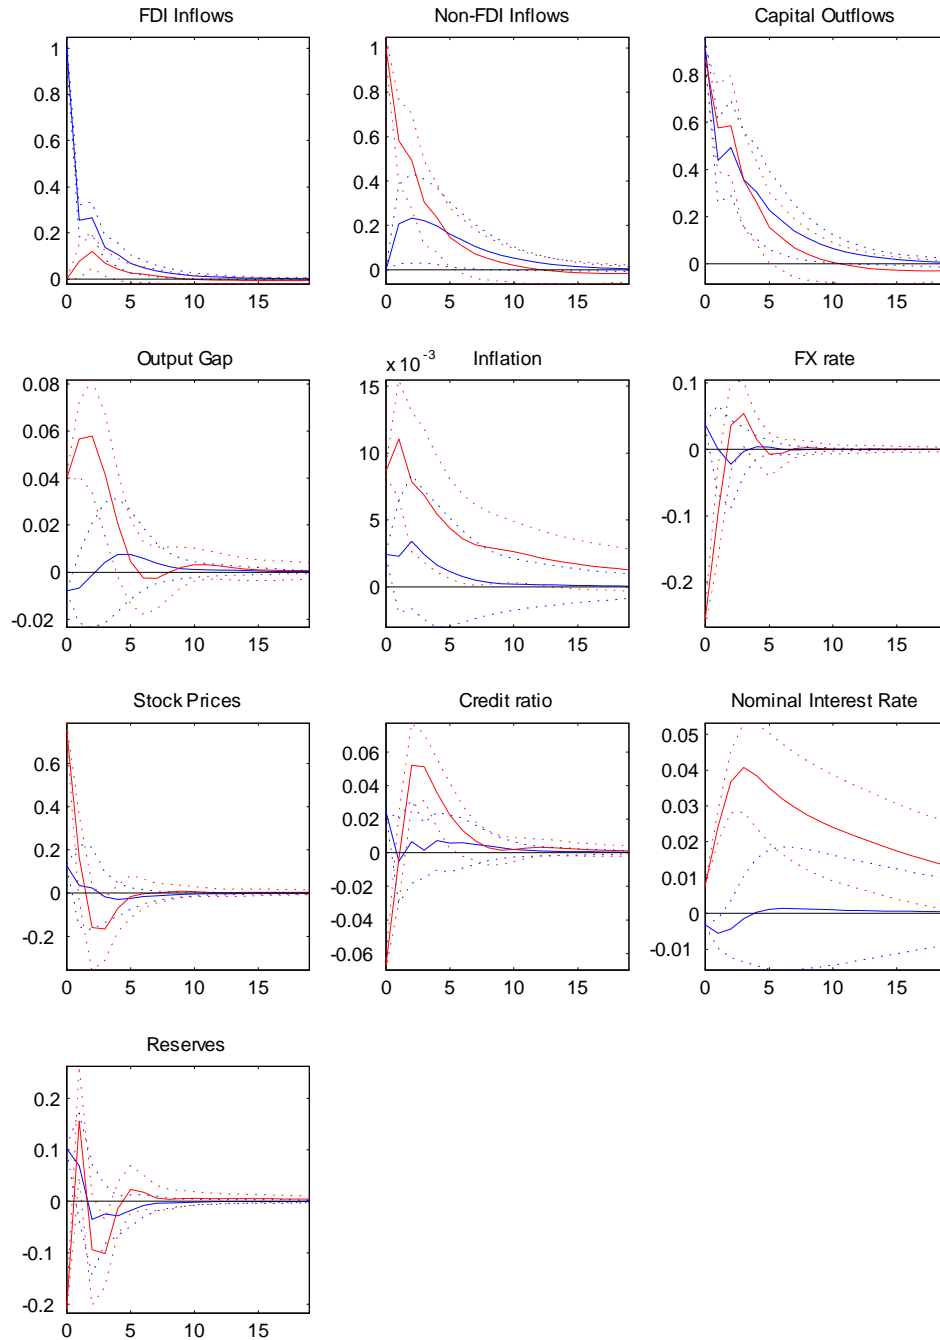 FDI Inflows
Non-FDI Inflows
Capital Outflows
1
0.8
0.6
0.4
0.2
0
0 5 10 15
1
0.8
0.6
0.4
0.2
0
0 5 10 15
0.8
0.6
0.4
0.2
0
0 5 10 15
Output Gap
Inflation
FX rate
0.08
0.06
0.04
0.02
0
-0.02
0 5 10 15
x 10 -3
15
10
5
0
0 5 10 15
0.1
0
-0.1
-0.2
0 5 10 15
Stock Prices
Credit ratio
Nominal Interest Rate
0.6
0.4
0.2
0
-0.2
0 5 10 15
0.06
0.04
0.02
0
-0.02
-0.04
-0.06
0 5 10 15
0.05
0.04
0.03
0.02
0.01
0
-0.01
0 5 10 15
Reserves
0.2
0.1
0
-0.1
-0.2
0 5 10 15